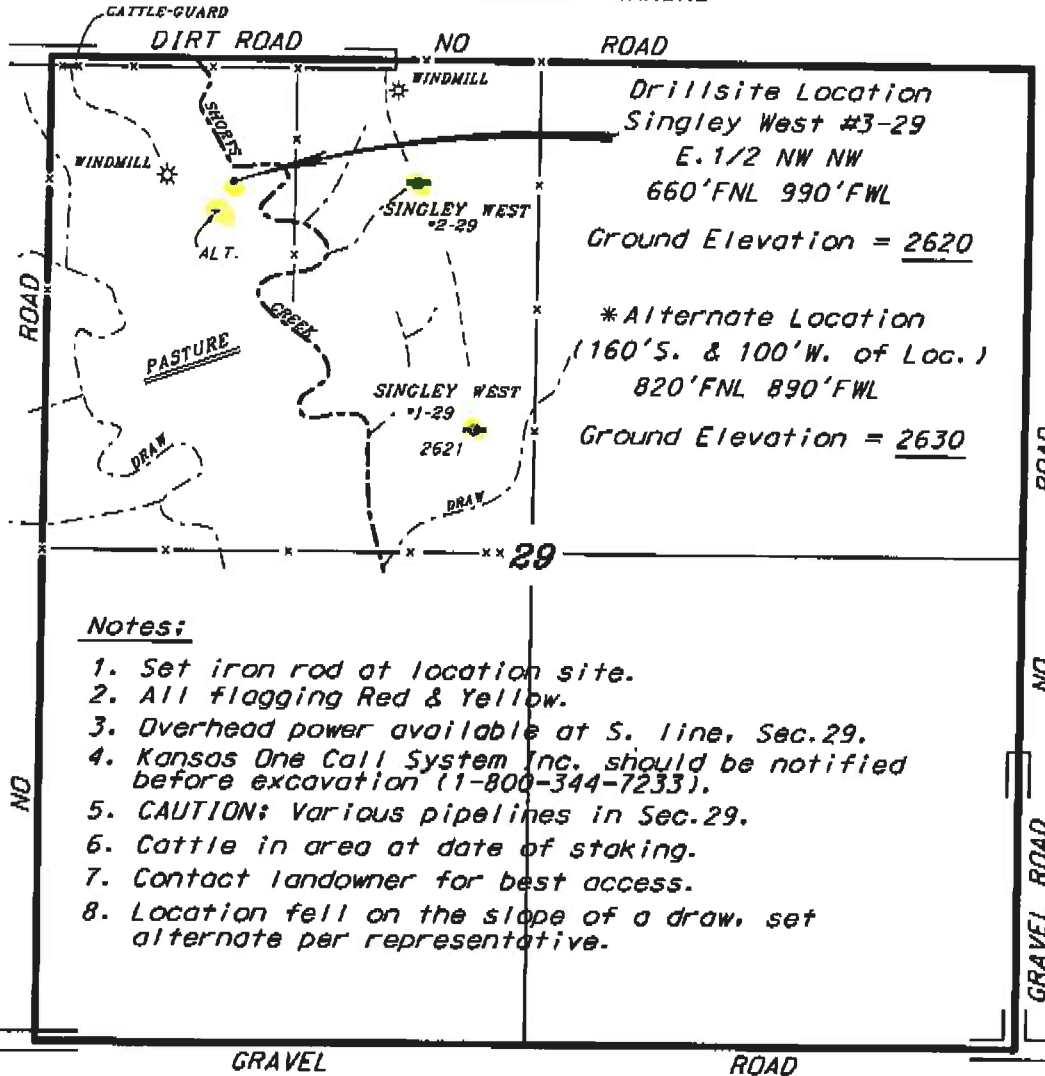 CATTLE-GUARD
DIRT ROAD
NO
ROAD
WINDMILL
SHORTS
WINDMILL
Drillsite Location
Singley West #3-29
E.1/2 NW NW
660'FNL 990'FWL
SINGLEY WEST
*2-29
ALT.
Ground Elevation = 2620
ROAD
CREEK
*Alternate Location
(160'S. & 100'W. of Loc.)
820'FNL 890'FWL
PASTURE
SINGLEY WEST
*1-29
2621
Ground Elevation = 2630
ROAD
DRAW
DRAW
29
Notes:
1. Set iron rod at location site.
2. All flagging Red & Yellow.
3. Overhead power available at S. line, Sec.29.
4. Kansas One Call System Inc. should be notified
before excavation (1-800-344-7233).
5. CAUTION: Various pipelines in Sec.29.
6. Cattle in area at date of staking.
7. Contact landowner for best access.
8. Location fell on the slope of a draw, set
alternate per representative.
NO
NO
GRAVEL ROAD
GRAVEL
ROAD